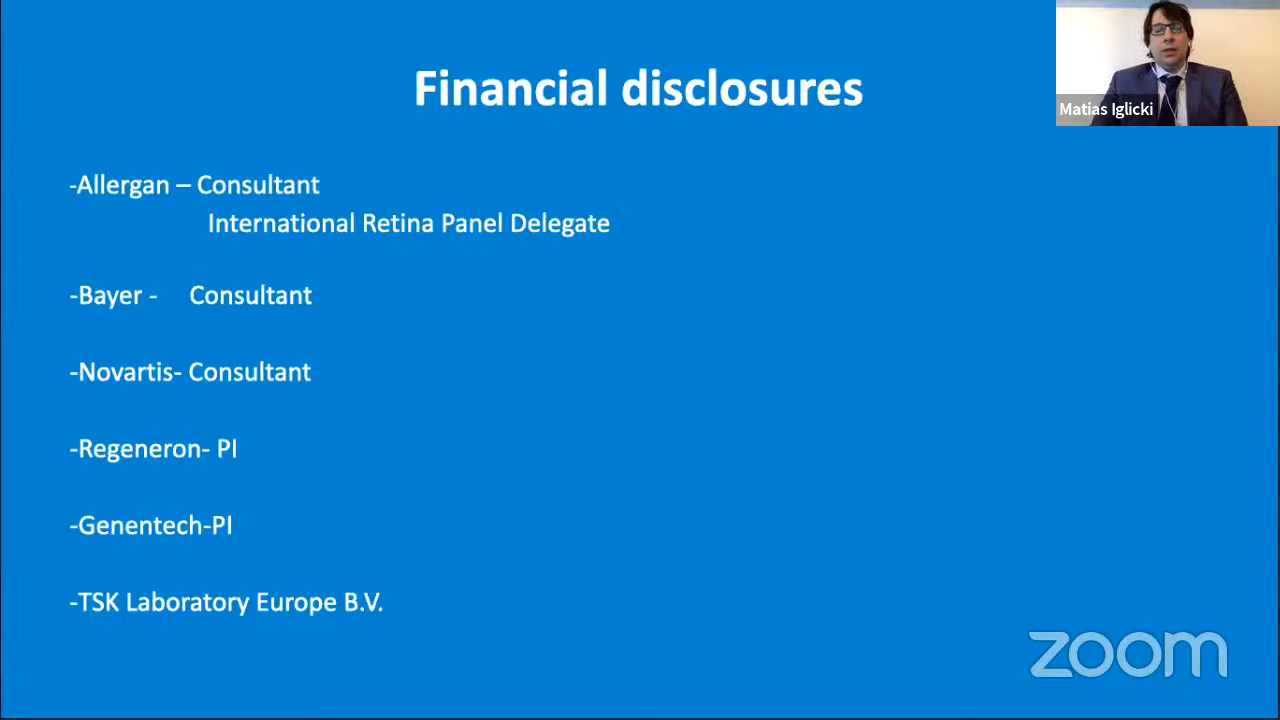 Financial disclosures
Matias Iglicki
-Allergan – Consultant
International Retina Panel Delegate
-Bayer - Consultant
-Novartis- Consultant
-Regeneron- PI
-Genentech-PI
-TSK Laboratory Europe B.V.
zoom